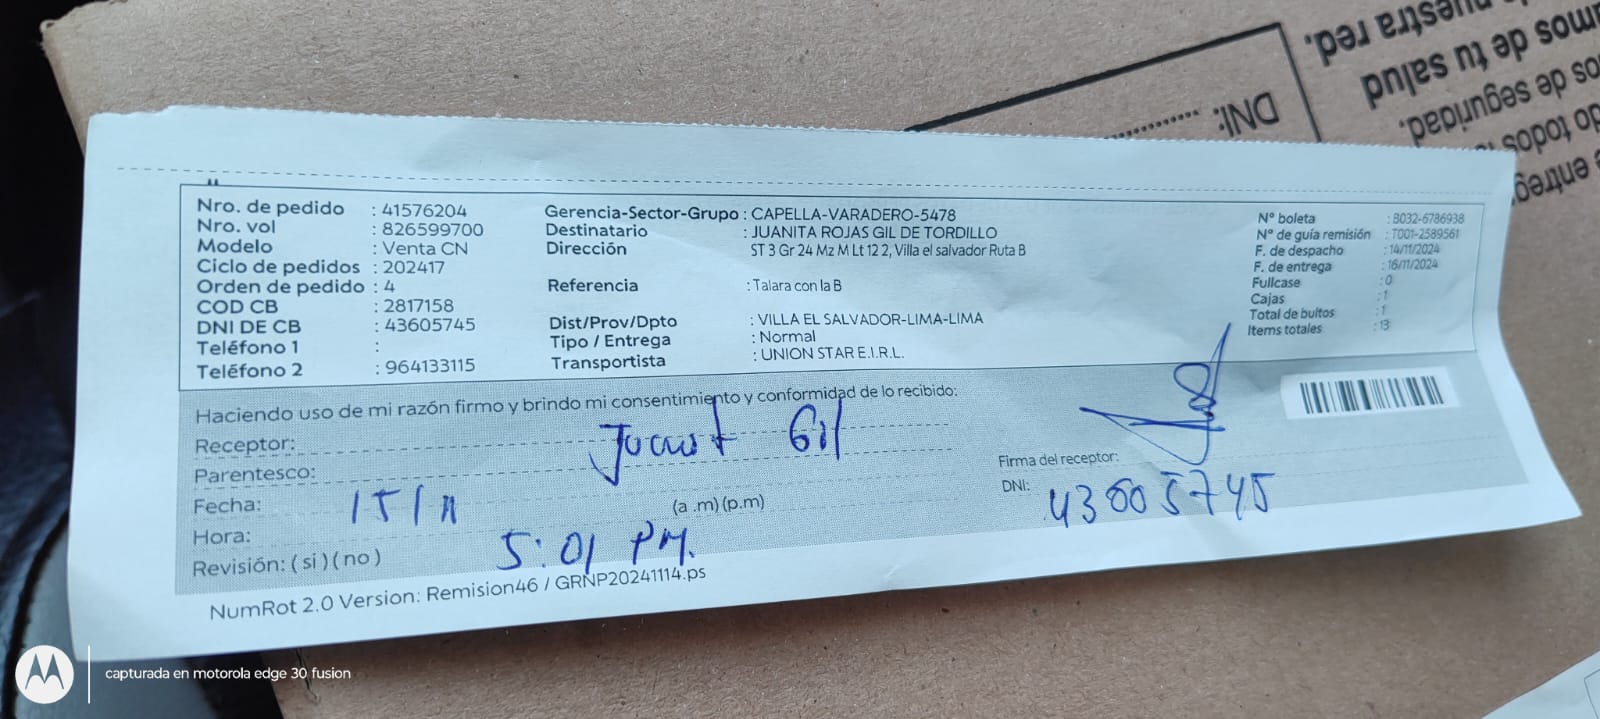 Nro. de pedido : 41576204
Nro. vol : 826599700
Modelo : Venta CN
Ciclo de pedidos : 202417
Orden de pedido : 4
COD CB : 2817158
DNI DE CB : 43605745
Teléfono 1 :
Teléfono 2 : 964133115
Gerencia-Sector-Grupo : CAPELLA-VARADERO-5478
Destinatario : JUANITA ROJAS GIL DE TORDILLO
Dirección ST 3 Gr 24 Mz M Lt 12 2, Villa el salvador Ruta B
Referencia : Talara con la B
Dist/Prov/Dpto : VILLA EL SALVADOR-LIMA-LIMA
Tipo / Entrega : Normal
Transportista : UNION STAR E.I.R.L.
N° boleta : B032-6786938
N° de guía remisión : T001-2589561
F. de despacho : 14/11/2024
F. de entrega : 16/11/2024
Fullcase : 0
Cajas : 1
Total de bultos : 1
Items totales : 13
Haciendo uso de mi razón firmo y brindo mi consentimiento y conformidad de lo recibido:
Receptor: Gil
Parentesco:
Fecha: 15/11 (a .m) (p.m)
Hora: 5:01 PM.
Revisión: ( si ) ( no )
Firma del receptor:
DNI: 43605745
NumRot 2.0 Version: Remision46 / GRNP20241114.ps
DNI:
nuestra red.
de tu salud
os de seguridad.
do todos
entrega
capturada en motorola edge 30 fusion